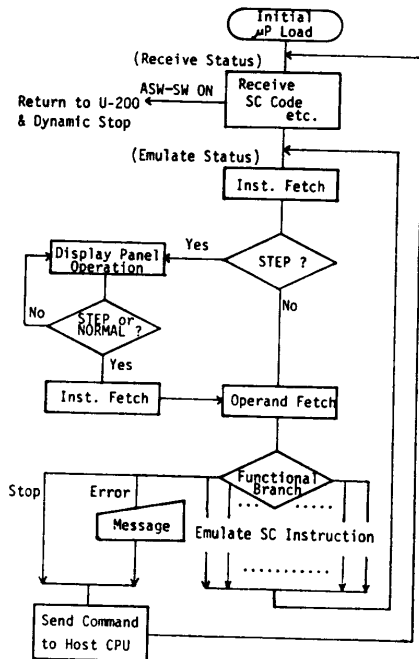 Initial
μP Load
(Receive Status)
ASW-SW ON
Receive
SC Code
etc.
Return to U-200
& Dynamic Stop
(Emulate Status)
Inst. Fetch
Yes
STEP ?
Display Panel
Operation
No
No
STEP or
NORMAL ?
Yes
Inst. Fetch
Operand Fetch
Functional
Branch
Stop
Error
Message
..... ......
Emulate SC Instruction
...........
Send Command
to Host CPU